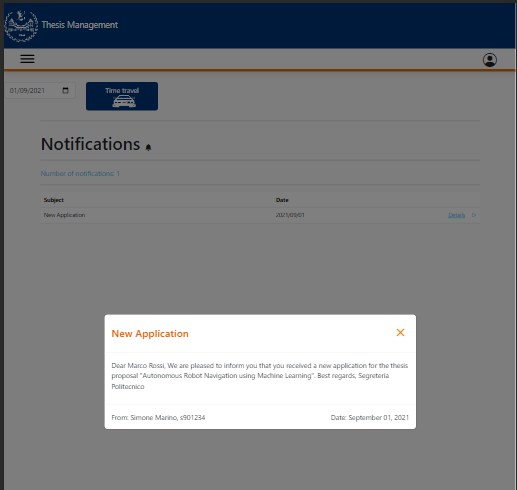 Thesis Management
01/09/2021
Time travel
Notifications
Number of notifications: 1
Subject Date
New Application 2021/09/01 Details
New Application
Dear Marco Rossi, We are pleased to inform you that you received a new application for the thesis
proposal "Autonomous Robot Navigation using Machine Learning". Best regards, Segreteria
Politecnico
From: Simone Marino, s901234 Date: September 01, 2021